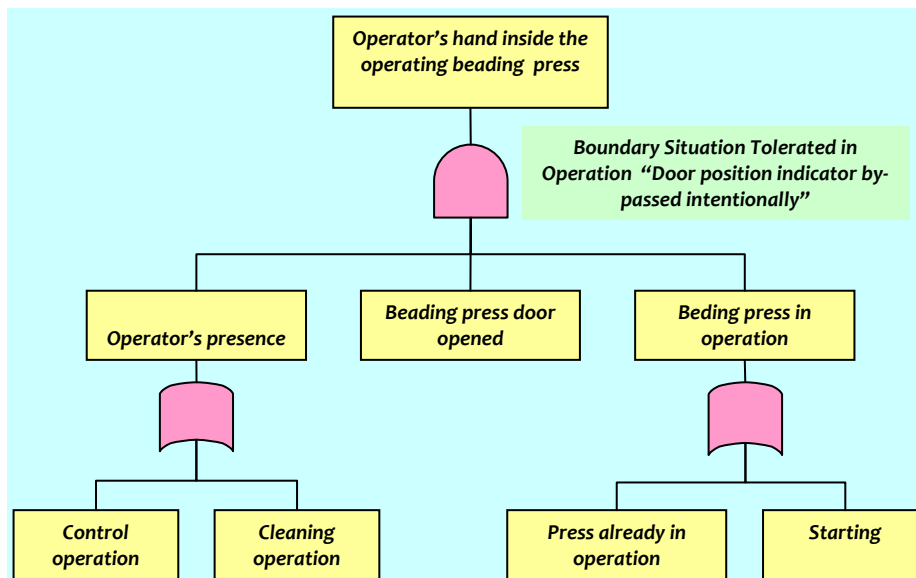 Operator's hand inside the
operating beading press
Boundary Situation Tolerated in
Operation "Door position indicator by-
passed intentionally"
Operator's presence
Beading press door
opened
Beding press in
operation
Control
operation
Cleaning
operation
Press already in
operation
Starting